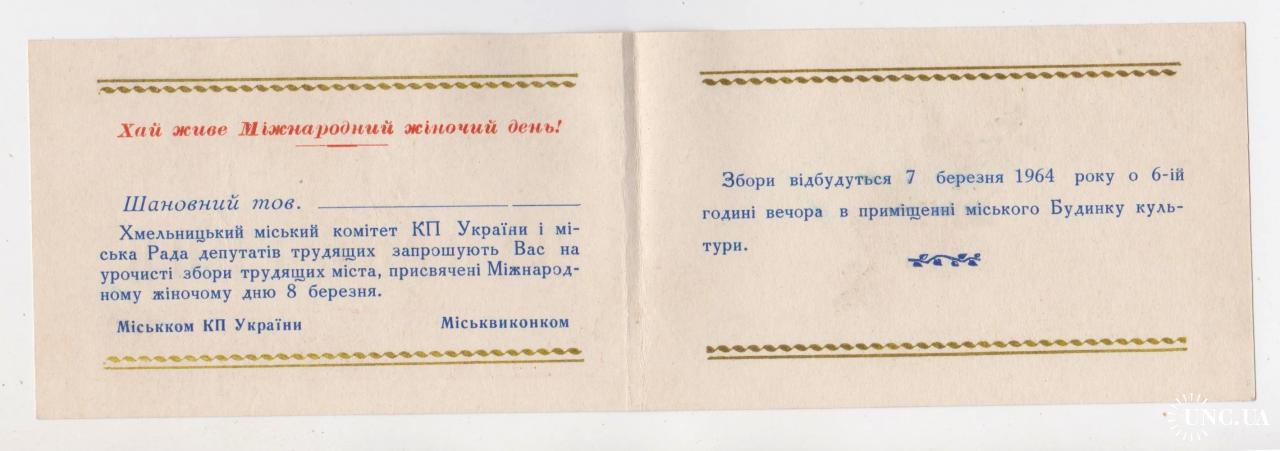 Хай живе Міжнародний жіночий день!
Шановний тов.
Хмельницький міський комітет КП України і мі-
ська Рада депутатів трудящих запрошують Вас на
урочисті збори трудящих міста, присвячені Міжнарод-
ному жіночому дню 8 березня.
Міськком КП України Міськвиконком
Збори відбудуться 7 березня 1964 року о 6-ій
годині вечора в приміщенні міського Будинку куль-
тури.
UNC.UA